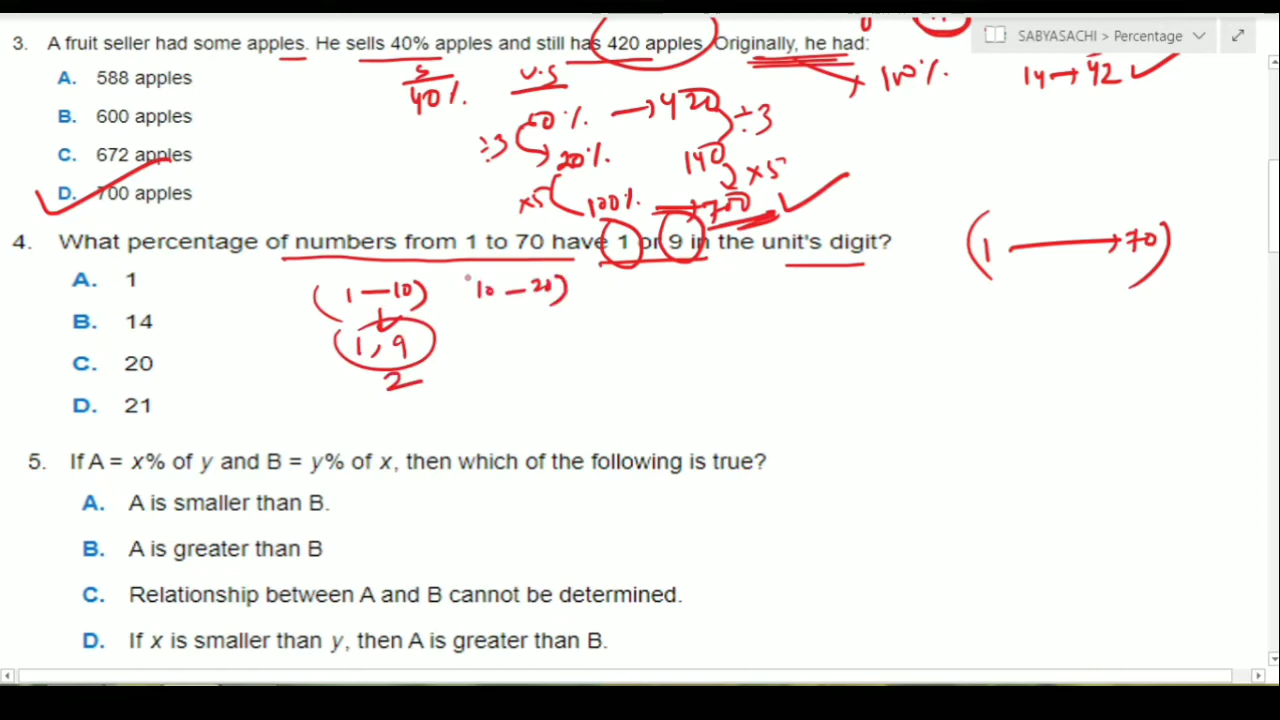 SABYASACHI > Percentage
3. A fruit seller had some apples. He sells 40% apples and still has 420 apples. Originally, he had:
100%
14 → 42
A. 588 apples
S
40%
U.S
B. 600 apples
60% → 420
÷3
÷3
C. 672 apples
20%
140
×5
D. 700 apples
×5
100% → 700
4. What percentage of numbers from 1 to 70 have 1 or 9 in the unit's digit?
(1 → 70)
A. 1
(1 – 10)
10 – 20)
B. 14
1, 9
C. 20
2
D. 21
5. If A = x% of y and B = y% of x, then which of the following is true?
A. A is smaller than B.
B. A is greater than B
C. Relationship between A and B cannot be determined.
D. If x is smaller than y, then A is greater than B.